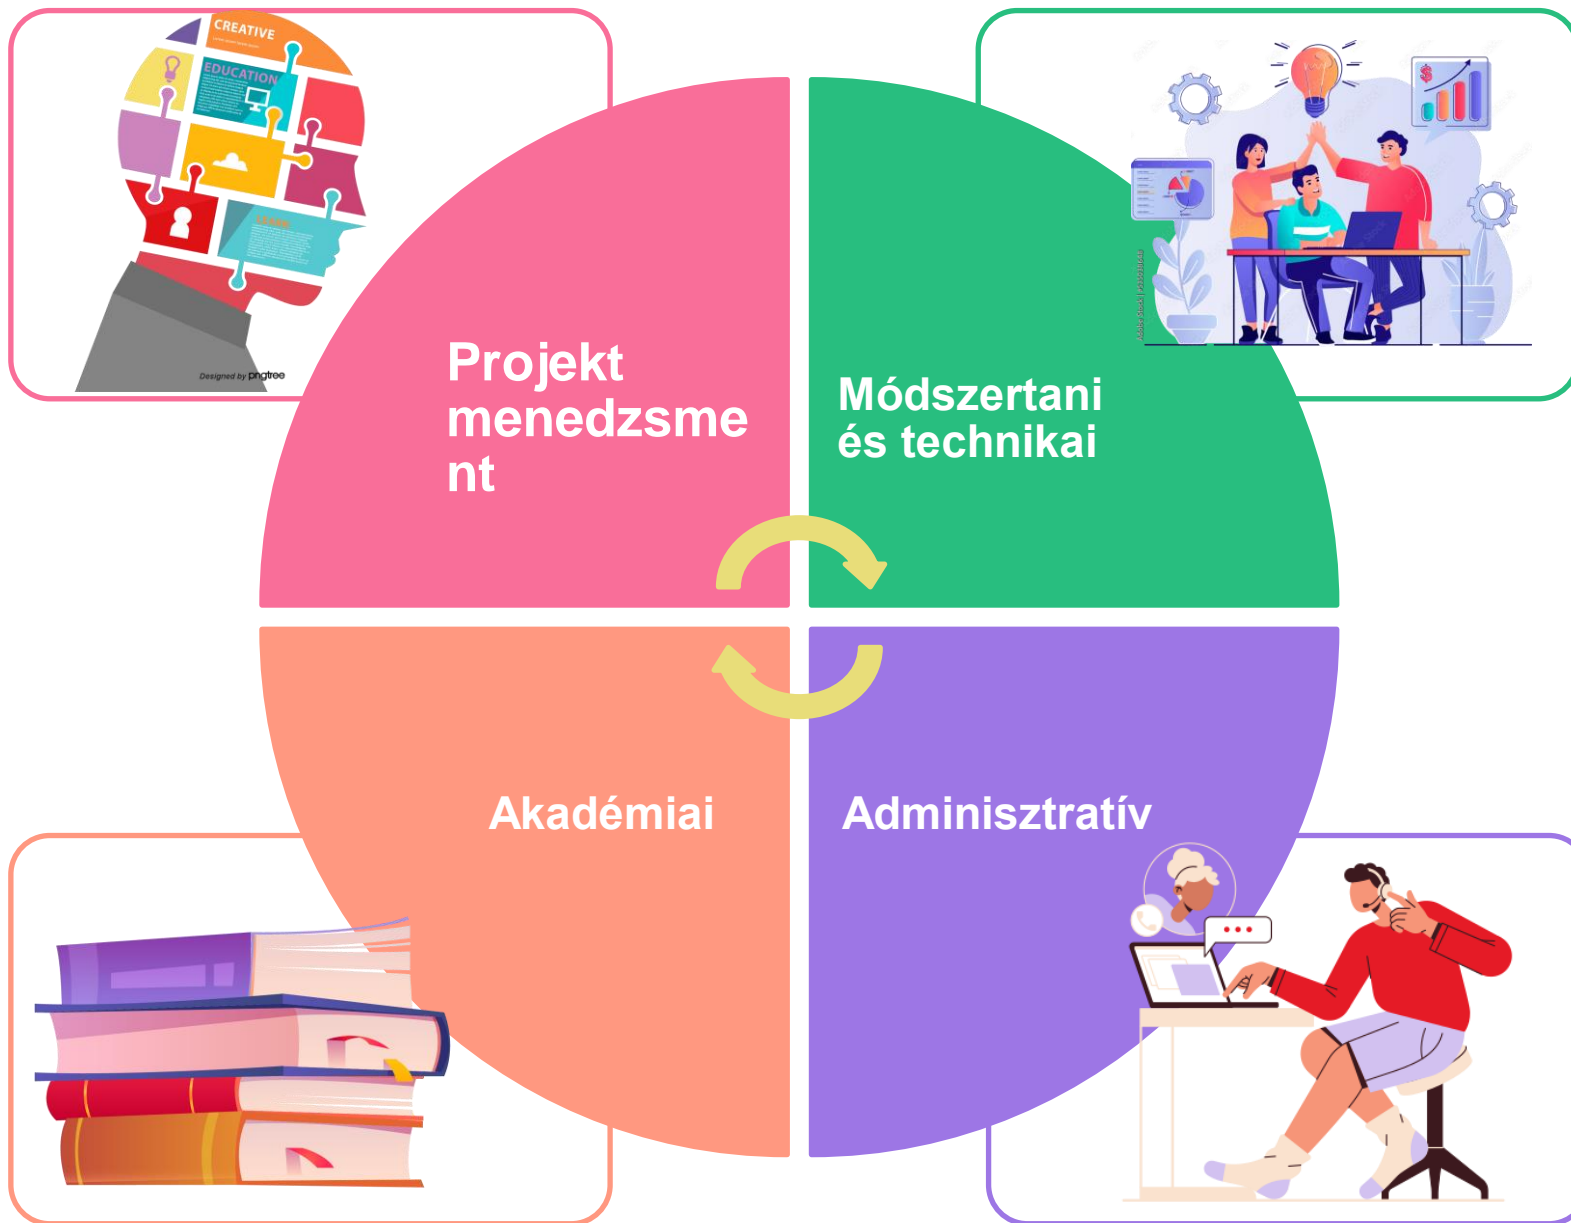 CREATIVE
EDUCATION
Designed by pngtree
Projekt
menedzsme
nt
Módszertani
és technikai
$
Akadémiai
Adminisztratív